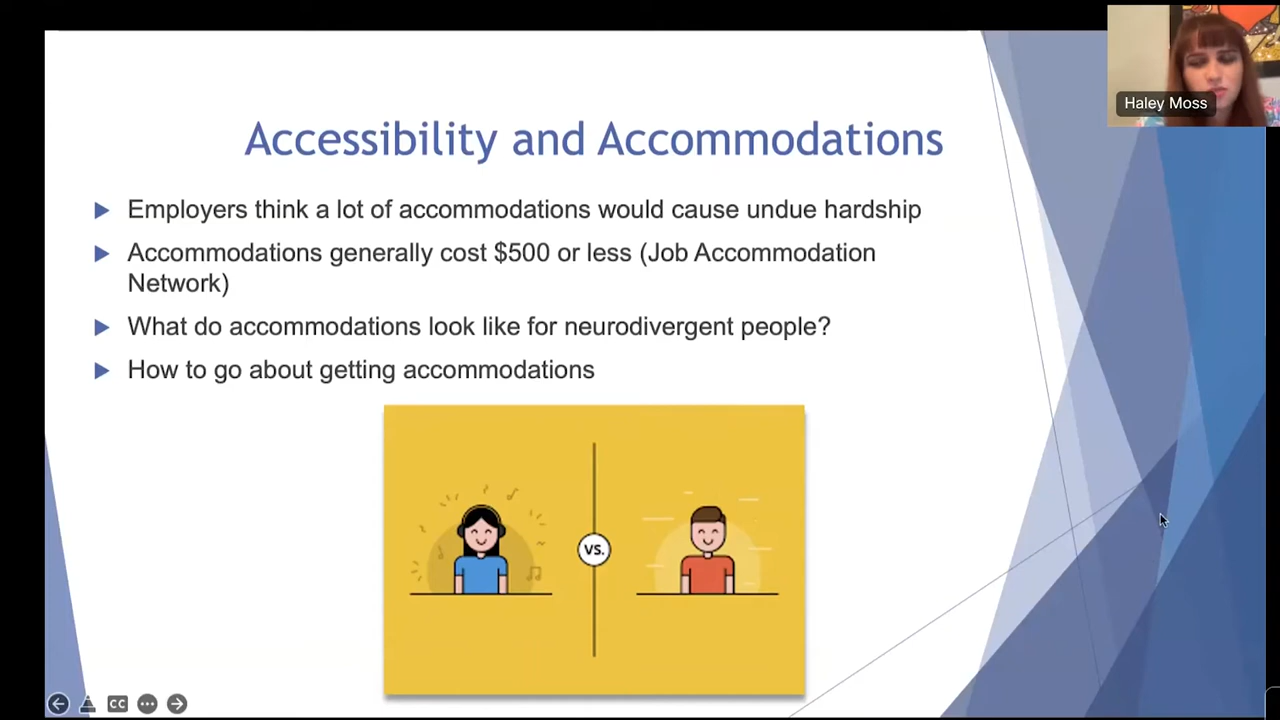 Haley Moss
Accessibility and Accommodations
Employers think a lot of accommodations would cause undue hardship
Accommodations generally cost $500 or less (Job Accommodation
Network)
What do accommodations look like for neurodivergent people?
How to go about getting accommodations
VS.
CC